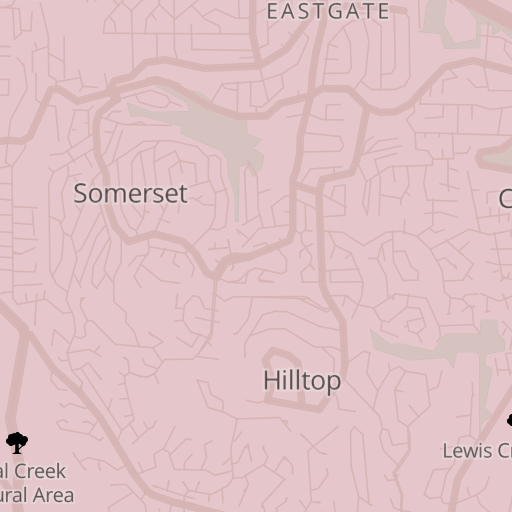 EASTGATE
Somerset
C
Hilltop
Lewis Cr
al Creek
ural Area